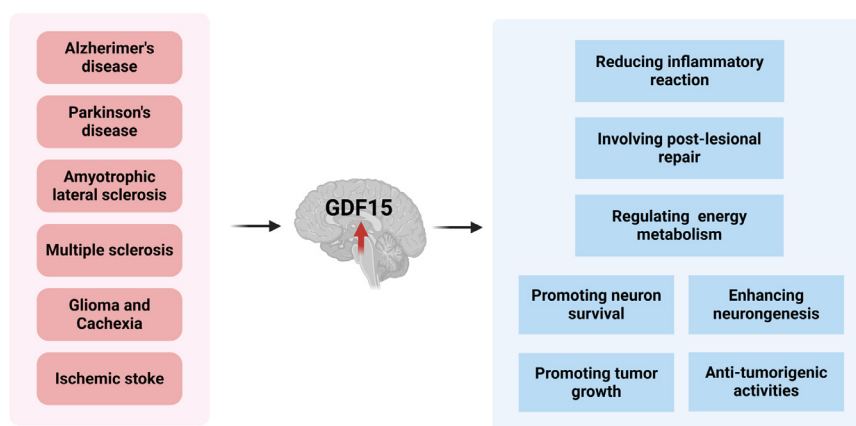 Alzherimer's
disease
Parkinson's
disease
Amyotrophic
lateral sclerosis
Multiple sclerosis
Glioma and
Cachexia
Ischemic stoke
GDF15
Reducing inflammatory
reaction
Involving post-lesional
repair
Regulating energy
metabolism
Promoting neuron
survival
Enhancing
neurongenesis
Promoting tumor
growth
Anti-tumorigenic
activities